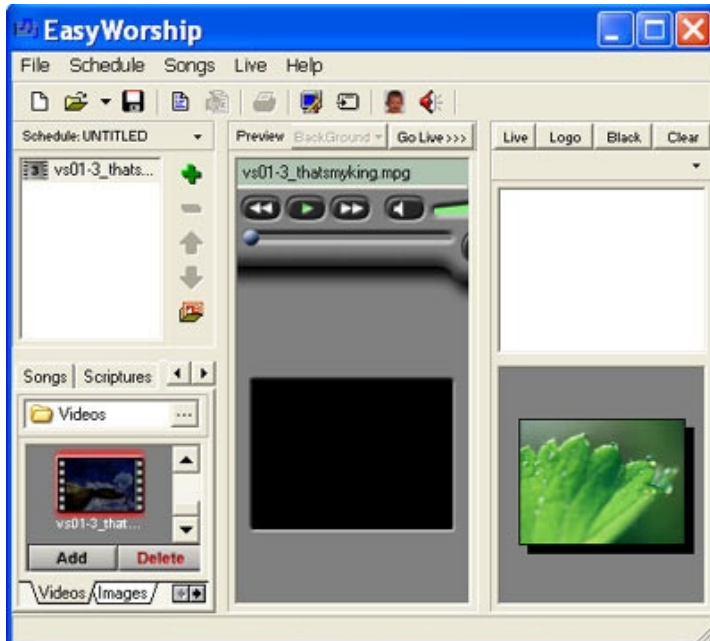 EasyWorship
File Schedule Songs Live Help
Schedule: UNTITLED
Preview BackGround Go Live >>>
Live Logo Black Clear
vs01-3_thats...
vs01-3_thatsmyking.mpg
Songs Scriptures
Videos
vs01-3_that...
Add Delete
Videos Images